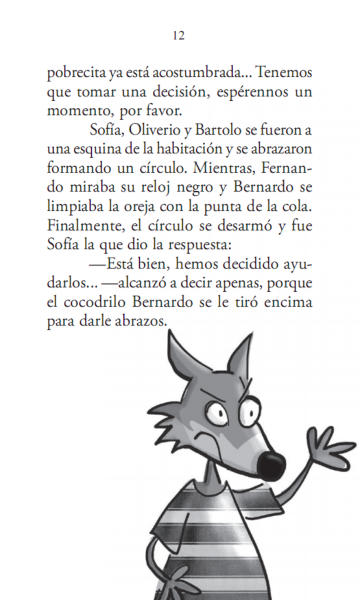 12
pobrecita ya está acostumbrada... Tenemos
que tomar una decisión, espérennos un
momento, por favor.
Sofía, Oliverio y Bartolo se fueron a
una esquina de la habitación y se abrazaron
formando un círculo. Mientras, Fernan-
do miraba su reloj negro y Bernardo se
limpiaba la oreja con la punta de la cola.
Finalmente, el círculo se desarmó y fue
Sofía la que dio la respuesta:
—Está bien, hemos decidido ayu-
darlos... —alcanzó a decir apenas, porque
el cocodrilo Bernardo se le tiró encima
para darle abrazos.